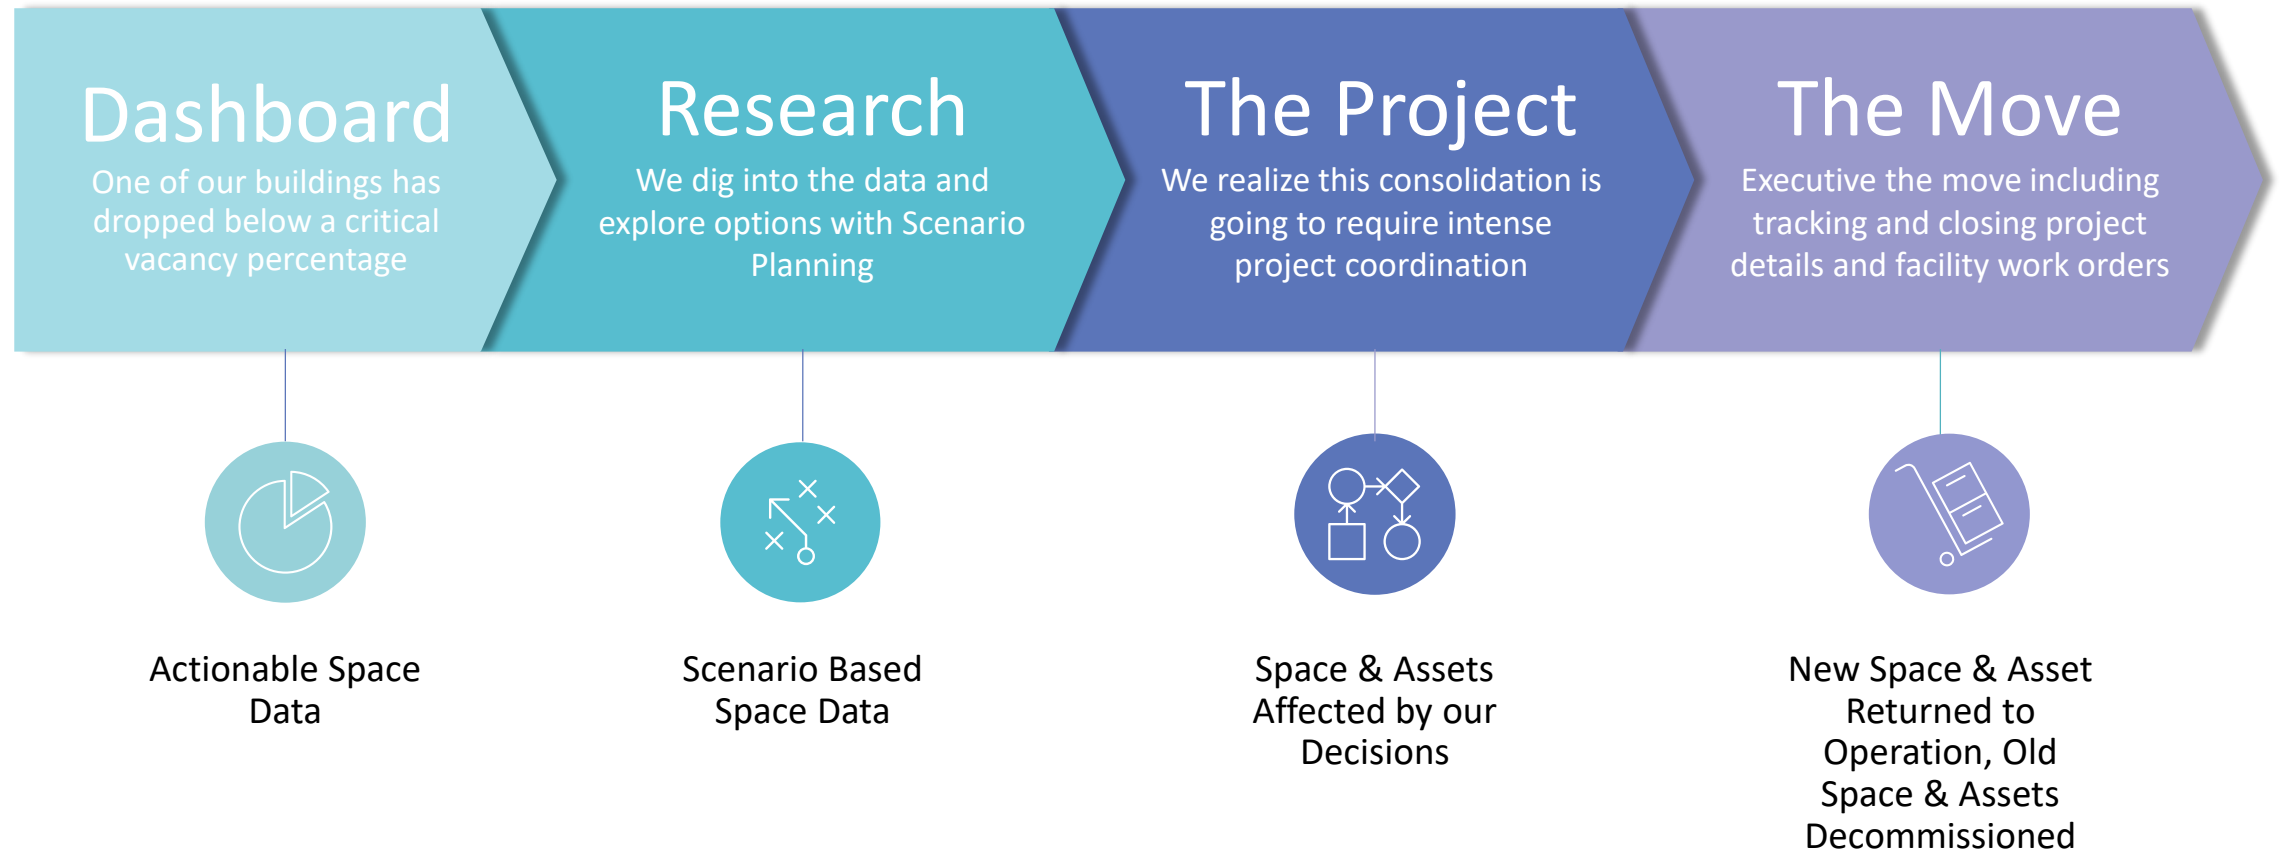 Dashboard
One of our buildings has
dropped below a critical
vacancy percentage
Research
We dig into the data and
explore options with Scenario
Planning
The Project
We realize this consolidation is
going to require intense
project coordination
The Move
Executive the move including
tracking and closing project
details and facility work orders
Actionable Space
Data
Scenario Based
Space Data
Space & Assets
Affected by our
Decisions
New Space & Asset
Returned to
Operation, Old
Space & Assets
Decommissioned